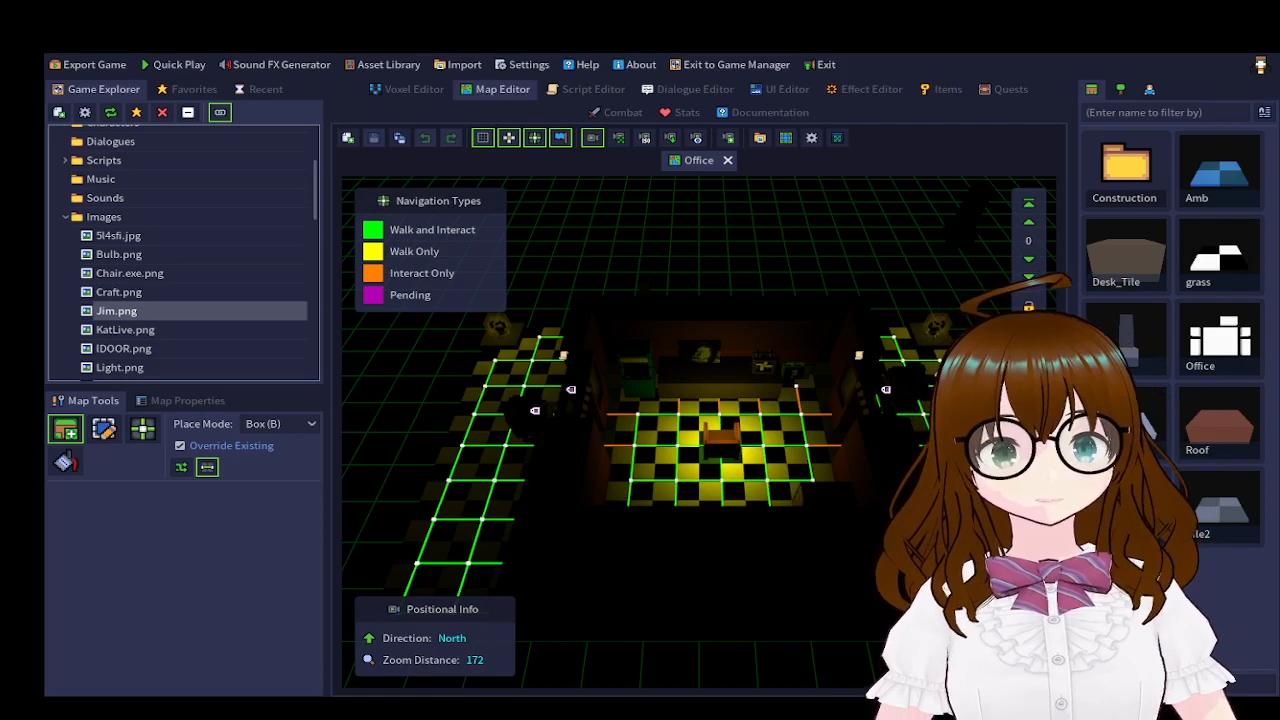 Export Game Quick Play Sound FX Generator Asset Library Import Settings Help About Exit to Game Manager Exit
Game Explorer Favorites Recent
Voxel Editor Map Editor Script Editor Dialogue Editor UI Editor Effect Editor Items Quests
Combat Stats Documentation
(Enter name to filter by)
Office
Dialogues
Scripts
Music
Sounds
Images
5l4sfi.jpg
Bulb.png
Chair.exe.png
Craft.png
Jim.png
KatLive.png
IDOOR.png
Light.png
Navigation Types
Walk and Interact
Walk Only
Interact Only
Pending
0
Construction
Amb
Desk_Tile
grass
Office
Roof
Map Tools Map Properties
Place Mode: Box (B)
Override Existing
Positional Info
Direction: North
Zoom Distance: 172